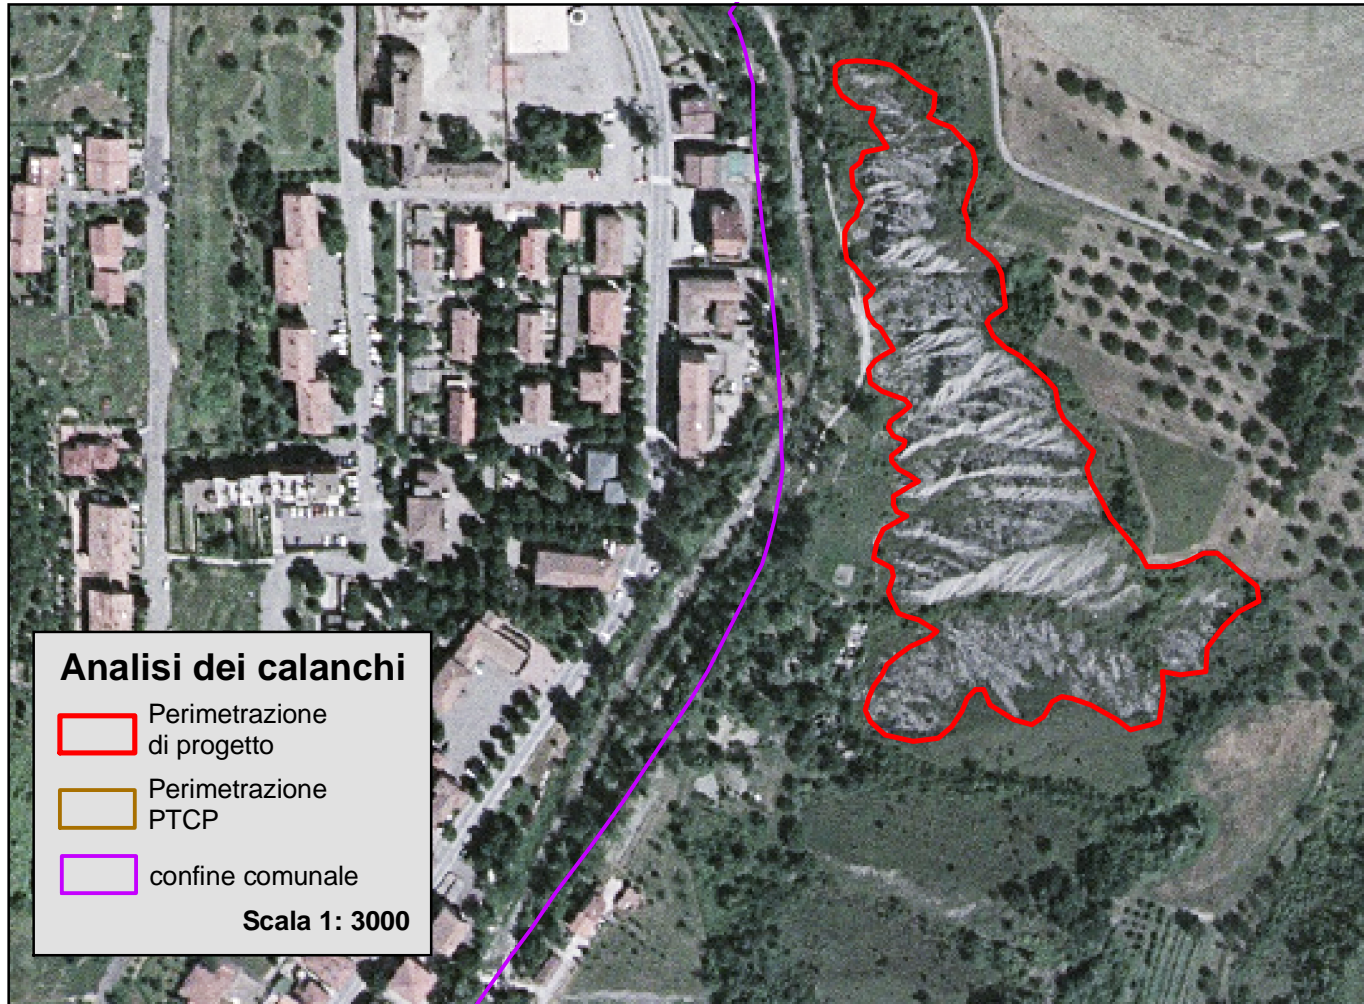 Analisi dei calanchi
Perimetrazione
di progetto
Perimetrazione
PTCP
confine comunale
Scala 1: 3000